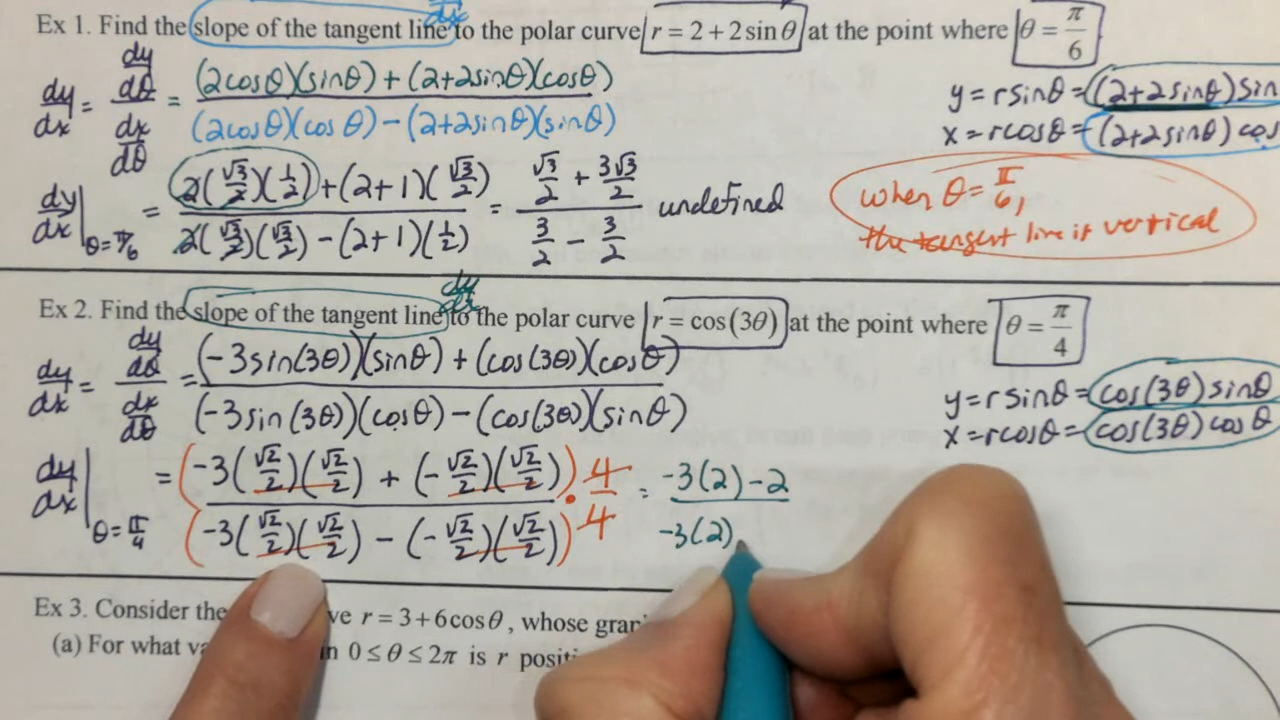 Ex 1. Find the slope of the tangent line dy/dx to the polar curve r = 2 + 2 sin θ at the point where θ = π/6
dy/dx = (dy/dθ)/(dx/dθ) = ((2cosθ)(sinθ) + (2+2sinθ)(cosθ))/((2cosθ)(cosθ) − (2+2sinθ)(sinθ))
y = r sinθ = (2+2sinθ) sin
x = r cosθ = (2+2sinθ) cos
dy/dx | θ=π/6 = (2(√3/2)(1/2) + (2+1)(√3/2))/(2(√3/2)(√3/2) − (2+1)(1/2)) = (√3/2 + 3√3/2)/(3/2 − 3/2) undefined
when θ = π/6,
the tangent line is vertical
Ex 2. Find the slope of the tangent line dy/dx to the polar curve r = cos(3θ) at the point where θ = π/4
dy/dx = (dy/dθ)/(dx/dθ) = ((−3sin(3θ))(sinθ) + (cos(3θ)(cosθ))/((−3sin(3θ))(cosθ) − (cos(3θ)(sinθ))
y = r sinθ = cos(3θ) sinθ
x = r cosθ = cos(3θ) cosθ
dy/dx | θ=π/4 = (−3(√2/2)(√2/2) + (−√2/2)(√2/2))/(−3(√2/2)(√2/2) − (−√2/2)(√2/2)) · 4/4 = (−3(2) − 2)/(−3(2)
Ex 3. Consider the ve r = 3 + 6 cos θ, whose grap
(a) For what va in 0 ≤ θ ≤ 2π is r positi